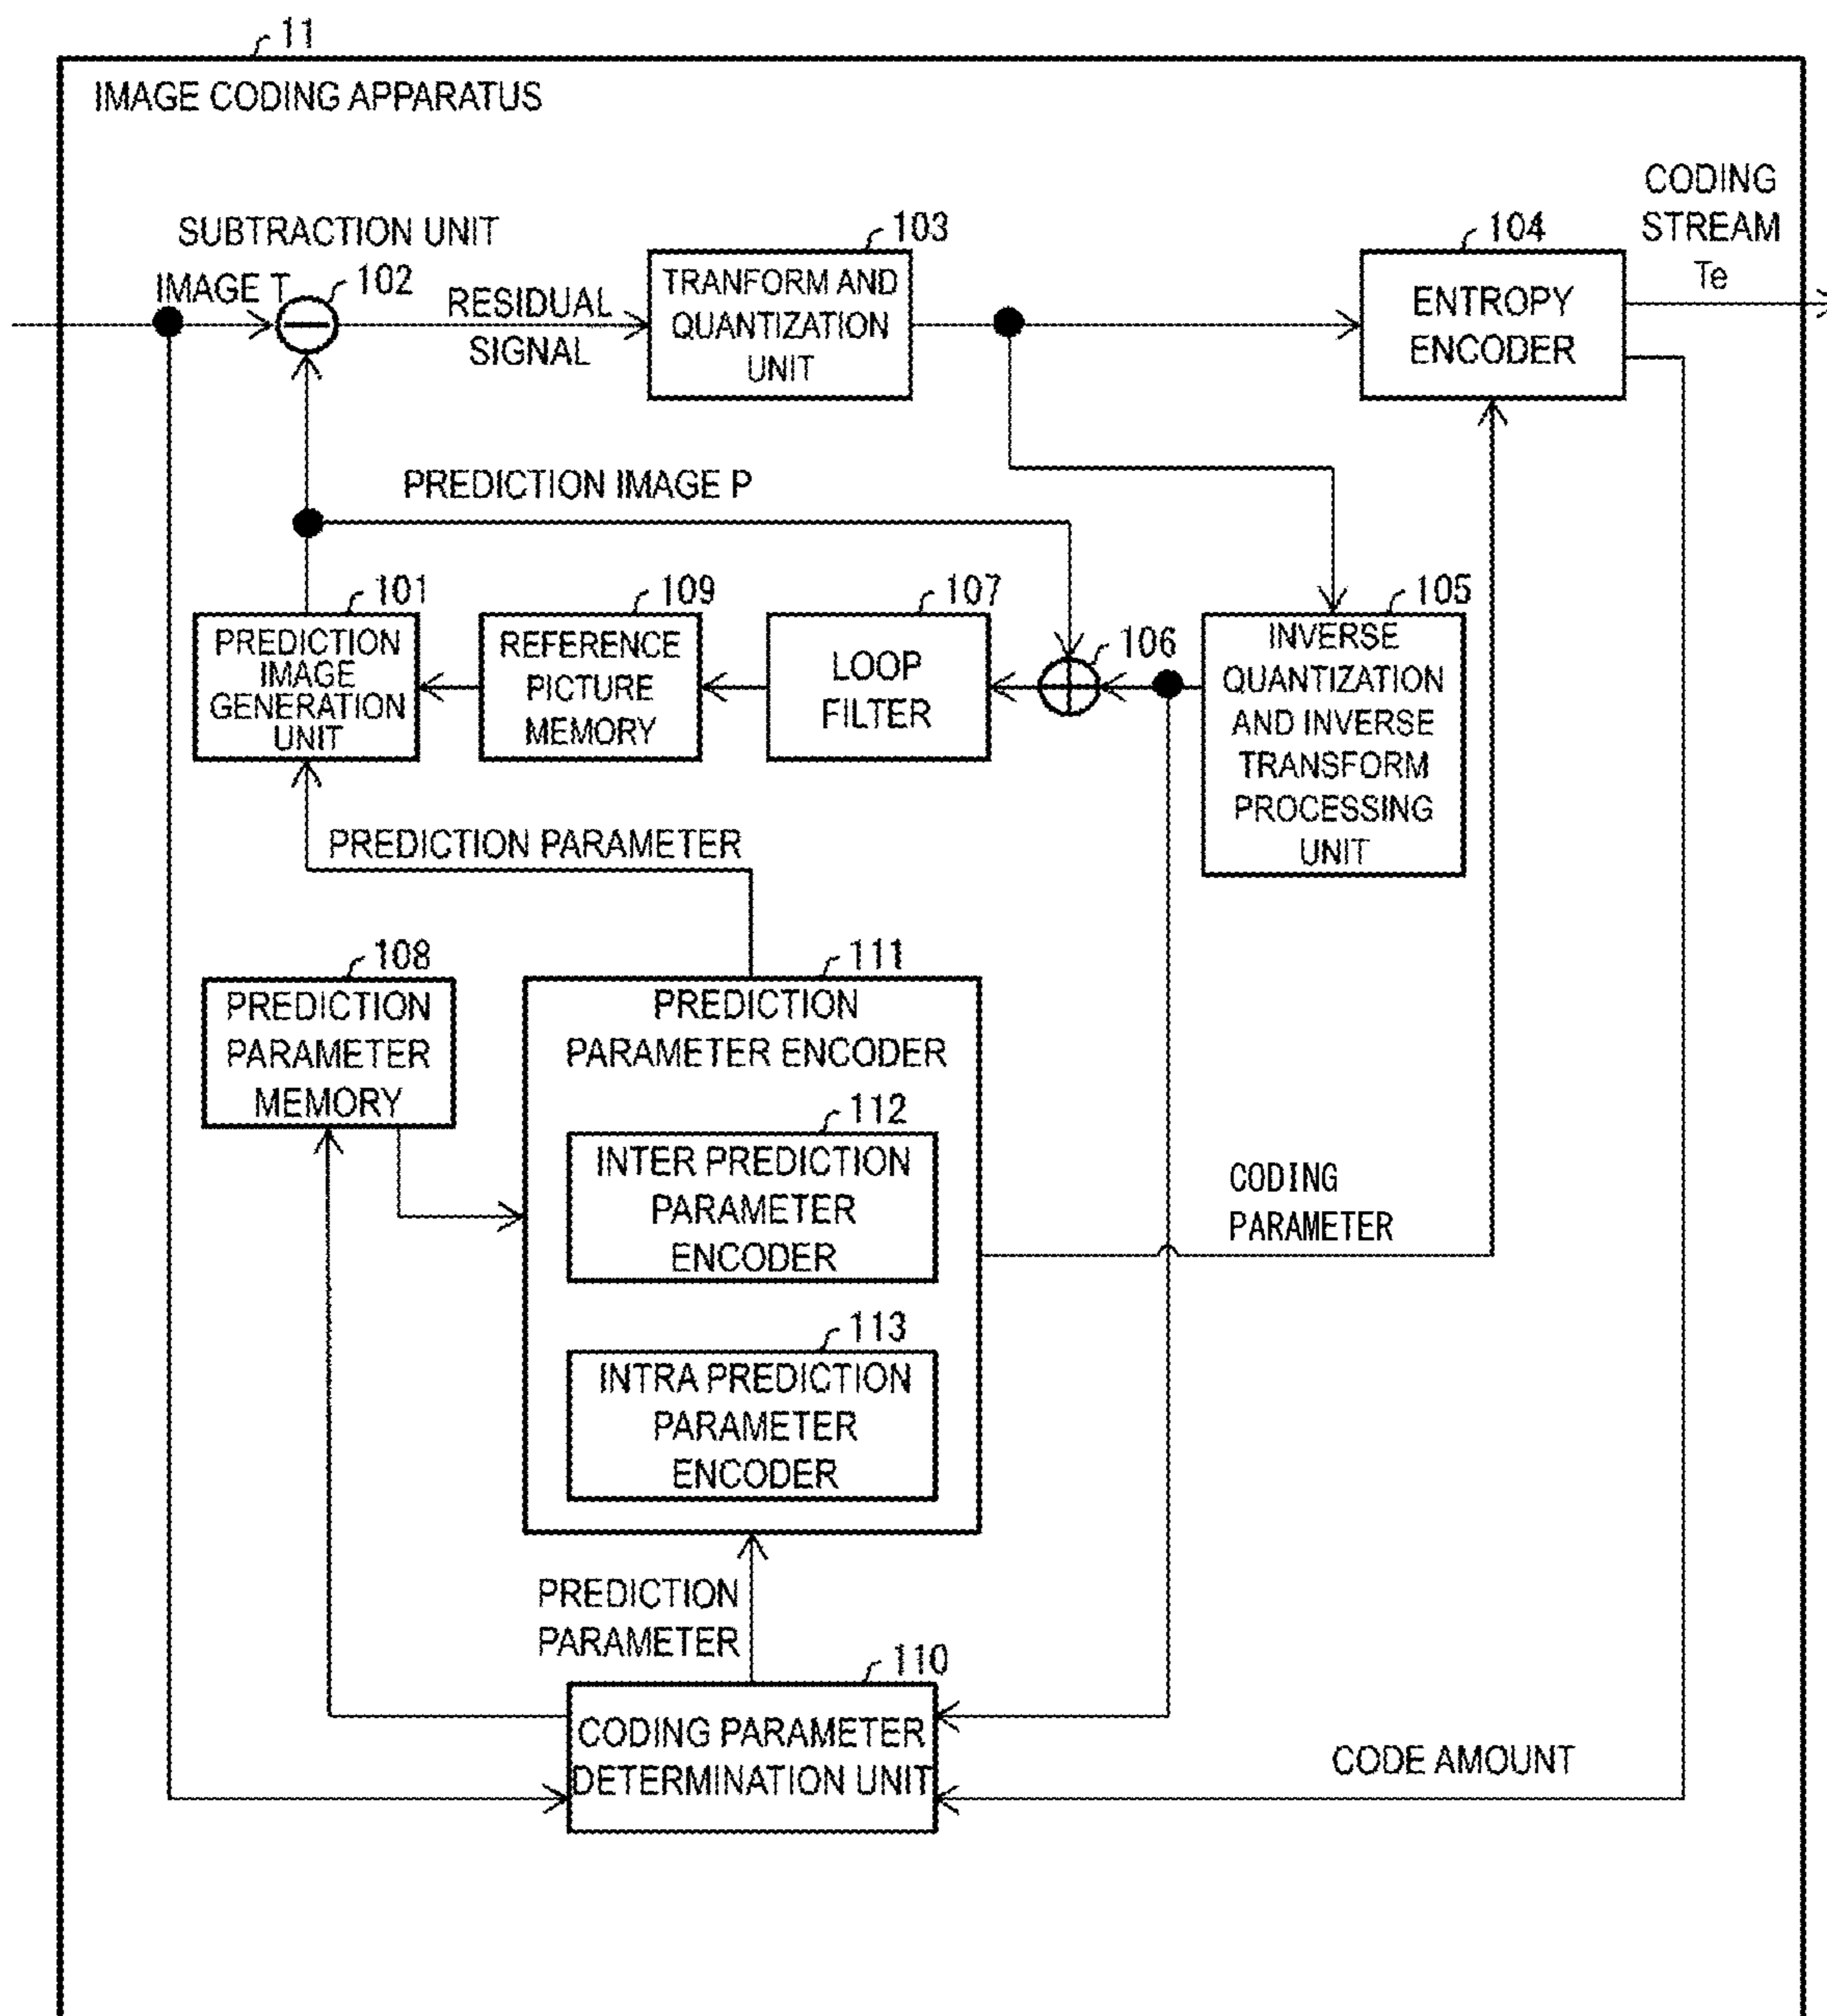 11
IMAGE CODING APPARATUS
CODING
STREAM
Te
SUBTRACTION UNIT
IMAGE T
102
RESIDUAL
SIGNAL
103
TRANFORM AND
QUANTIZATION
UNIT
104
ENTROPY
ENCODER
PREDICTION IMAGE P
101
PREDICTION
IMAGE
GENERATION
UNIT
109
REFERENCE
PICTURE
MEMORY
107
LOOP
FILTER
106
105
INVERSE
QUANTIZATION
AND INVERSE
TRANSFORM
PROCESSING
UNIT
PREDICTION PARAMETER
108
PREDICTION
PARAMETER
MEMORY
111
PREDICTION
PARAMETER ENCODER
112
INTER PREDICTION
PARAMETER
ENCODER
CODING
PARAMETER
113
INTRA PREDICTION
PARAMETER
ENCODER
PREDICTION
PARAMETER
110
CODING PARAMETER
DETERMINATION UNIT
CODE AMOUNT